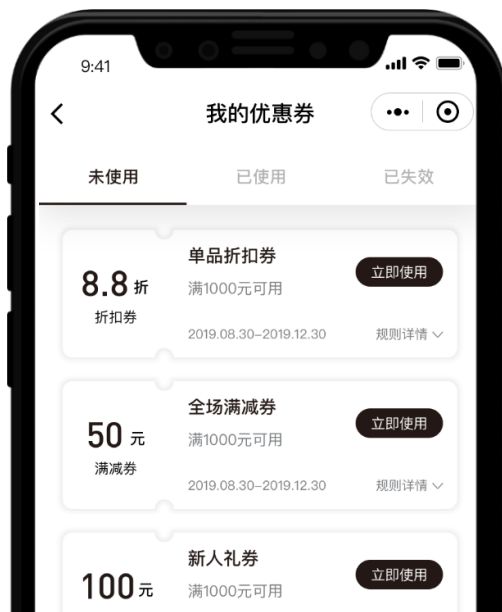 9:41
我的优惠券
未使用 已使用 已失效
单品折扣券
8.8折
满1000元可用
立即使用
折扣券
2019.08.30–2019.12.30
规则详情
全场满减券
50元
满1000元可用
立即使用
满减券
2019.08.30–2019.12.30
规则详情
新人礼券
100元
满1000元可用
立即使用